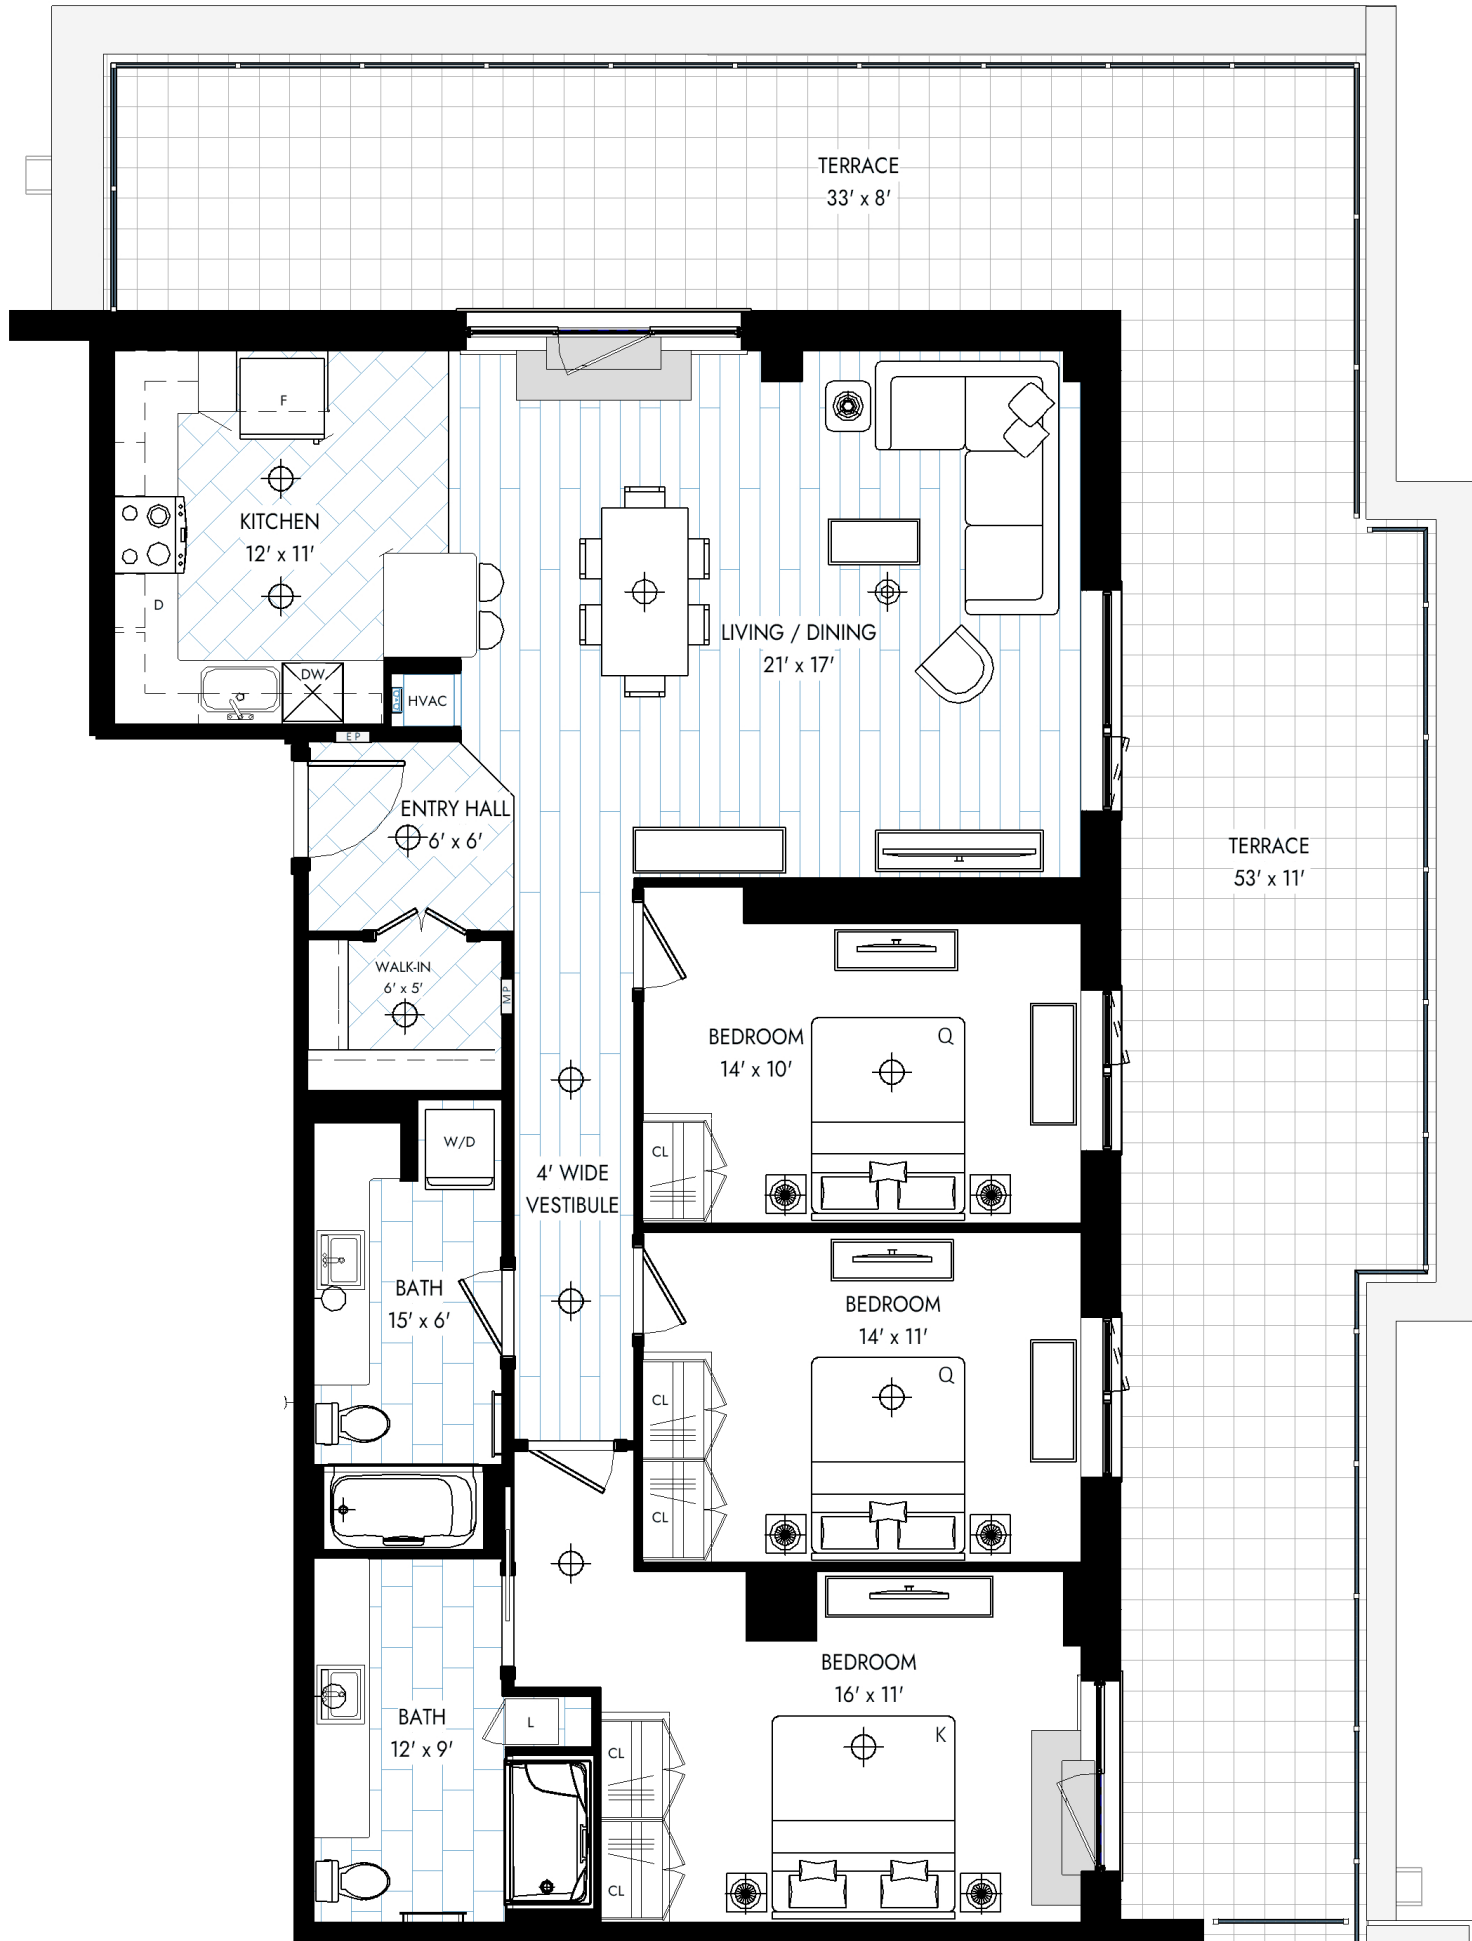 TERRACE
33' x 8'
F
KITCHEN
12' x 11'
D
DW
HVAC
EP
LIVING / DINING
21' x 17'
ENTRY HALL
6' x 6'
TERRACE
53' x 11'
WALK-IN
6' x 5'
MP
BEDROOM
14' x 10'
Q
CL
W/D
4' WIDE
VESTIBULE
BATH
15' x 6'
BEDROOM
14' x 11'
Q
CL
CL
BEDROOM
16' x 11'
K
BATH
12' x 9'
L
CL
CL